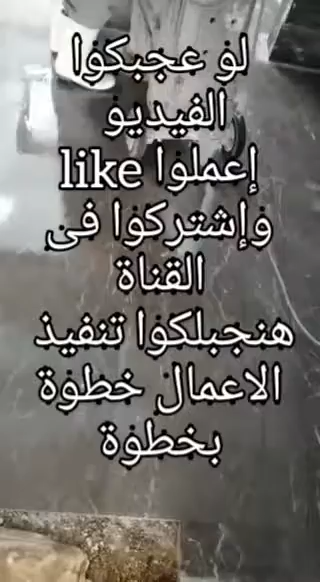 لو عجبكوا
الفيديو
إعملوا like
وإشتركوا فى
القناة
هنجبلكوا تنفيذ
الاعمال خطوة
بخطوة